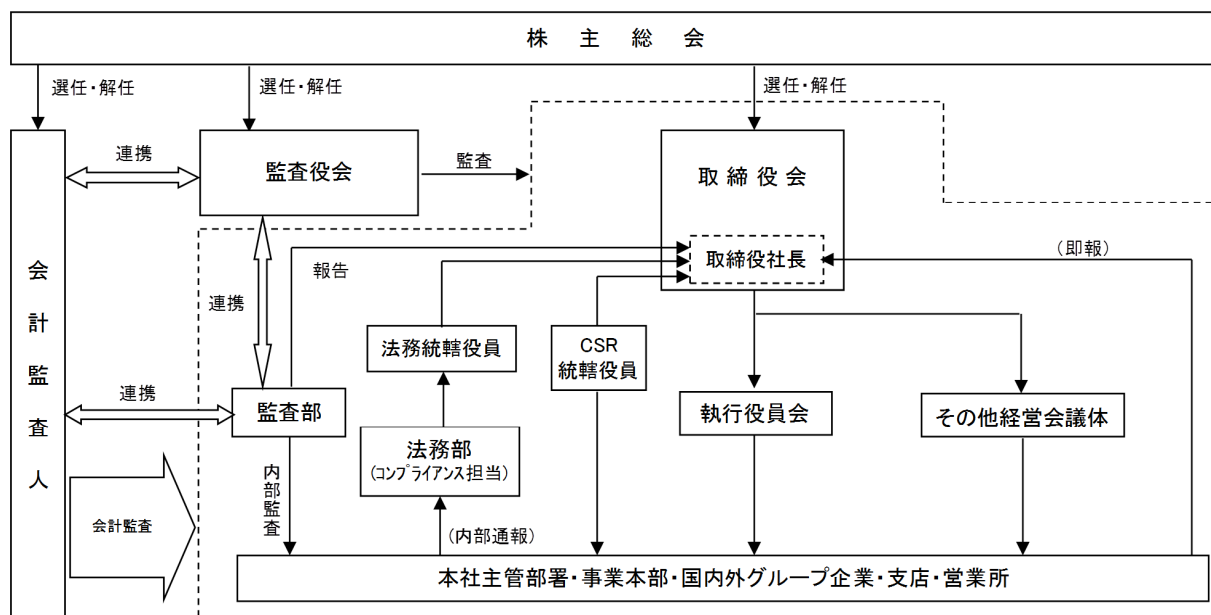 株主総会
選任・解任
選任・解任
選任・解任
連携
監査役会
監査
取締役会
取締役社長
(即報)
報告
連携
会計監査人
法務統轄役員
CSR
統轄役員
連携
監査部
執行役員会
その他経営会議体
法務部
(コンプライアンス担当)
内部監査
会計監査
(内部通報)
本社主管部署・事業本部・国内外グループ企業・支店・営業所